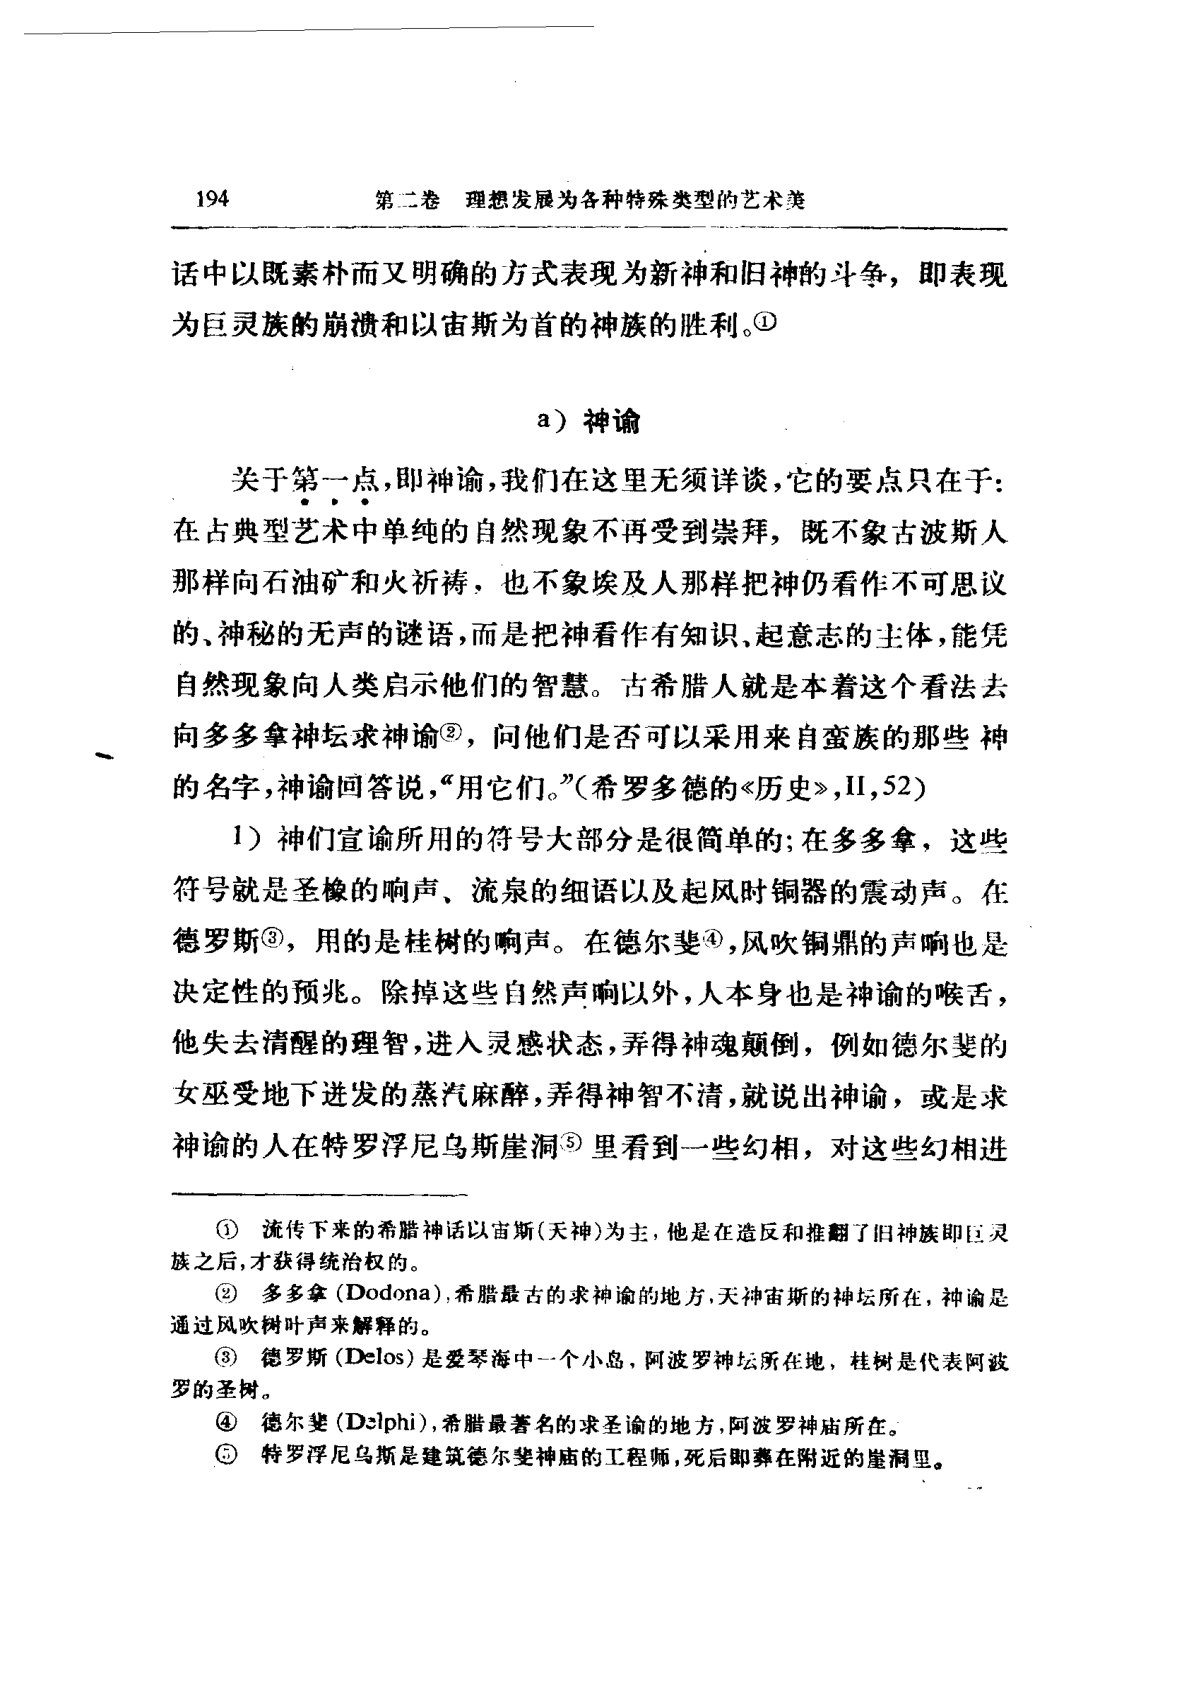 194 第二卷 理想发展为各种特殊类型的艺术美
话中以既素朴而又明确的方式表现为新神和旧神的斗争，即表现
为巨灵族的崩溃和以宙斯为首的神族的胜利。①
a）神谕
关于第一点，即神谕，我们在这里无须详谈，它的要点只在于：
在古典型艺术中单纯的自然现象不再受到崇拜，既不象古波斯人
那样向石油矿和火祈祷，也不象埃及人那样把神仍看作不可思议
的、神秘的无声的谜语，而是把神看作有知识、起意志的主体，能凭
自然现象向人类启示他们的智慧。古希腊人就是本着这个看法去
向多多拿神坛求神谕②，问他们是否可以采用来自蛮族的那些神
的名字，神谕回答说，“用它们。”（希罗多德的《历史》，II，52）
1）神们宣谕所用的符号大部分是很简单的；在多多拿，这些
符号就是圣橡的响声、流泉的细语以及起风时铜器的震动声。在
德罗斯③，用的是桂树的响声。在德尔斐④，风吹铜鼎的声响也是
决定性的预兆。除掉这些自然声响以外，人本身也是神谕的喉舌，
他失去清醒的理智，进入灵感状态，弄得神魂颠倒，例如德尔斐的
女巫受地下迸发的蒸汽麻醉，弄得神智不清，就说出神谕，或是求
神谕的人在特罗浮尼乌斯崖洞⑤里看到一些幻相，对这些幻相进
① 流传下来的希腊神话以宙斯（天神）为主，他是在造反和推翻了旧神族即巨灵
族之后，才获得统治权的。
② 多多拿（Dodona），希腊最古的求神谕的地方，天神宙斯的神坛所在，神谕是
通过风吹树叶声来解释的。
③ 德罗斯（Delos）是爱琴海中一个小岛，阿波罗神坛所在地，桂树是代表阿波
罗的圣树。
④ 德尔斐（Delphi），希腊最著名的求圣谕的地方，阿波罗神庙所在。
⑤ 特罗浮尼乌斯是建筑德尔斐神庙的工程师，死后即葬在附近的崖洞里。